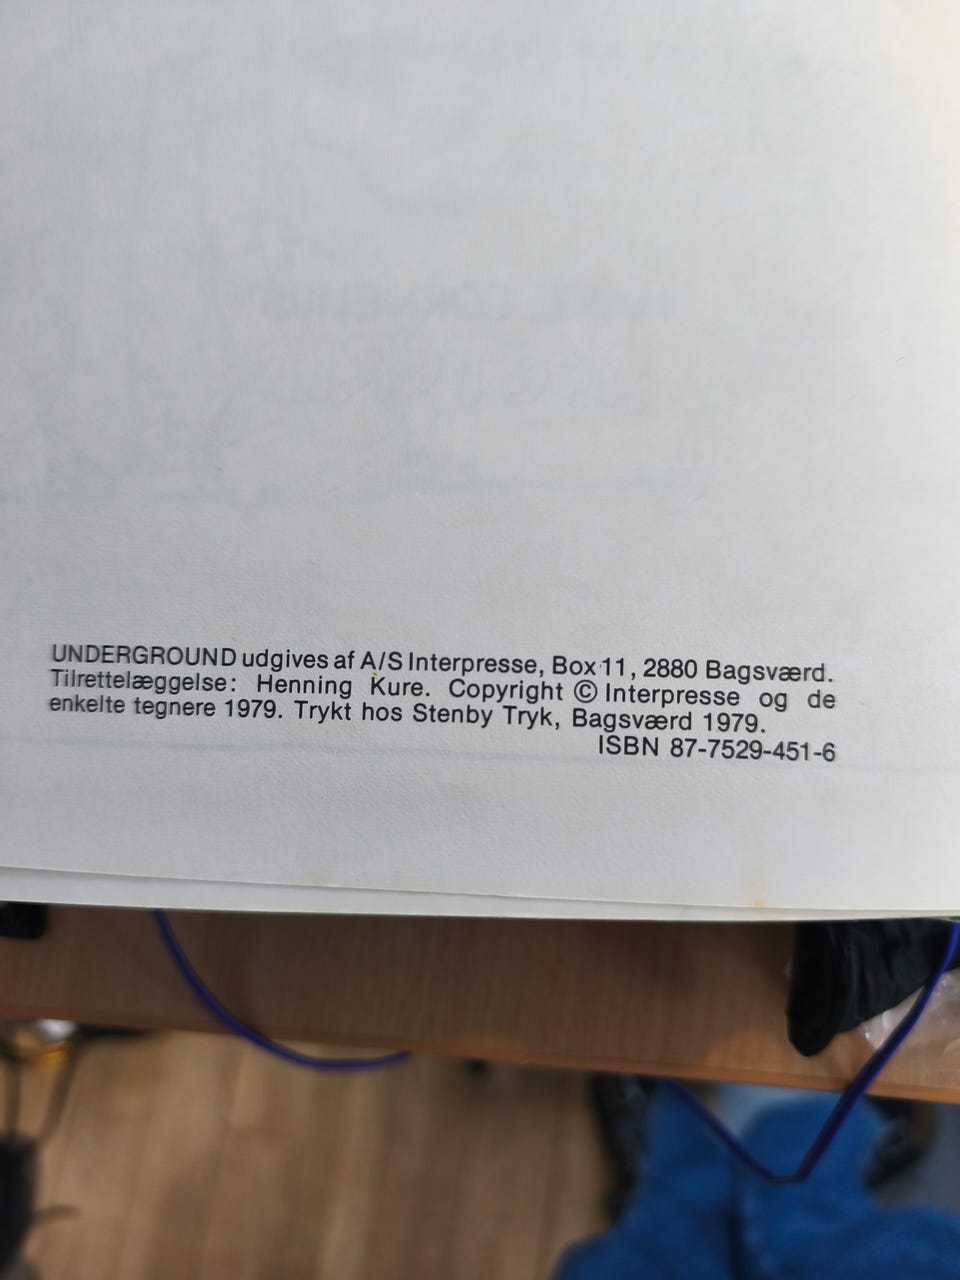 UNDERGROUND udgives af A/S Interpresse, Box 11, 2880 Bagsværd.
Tilrettelæggelse: Henning Kure. Copyright © Interpresse og de
enkelte tegnere 1979. Trykt hos Stenby Tryk, Bagsværd 1979.
ISBN 87-7529-451-6